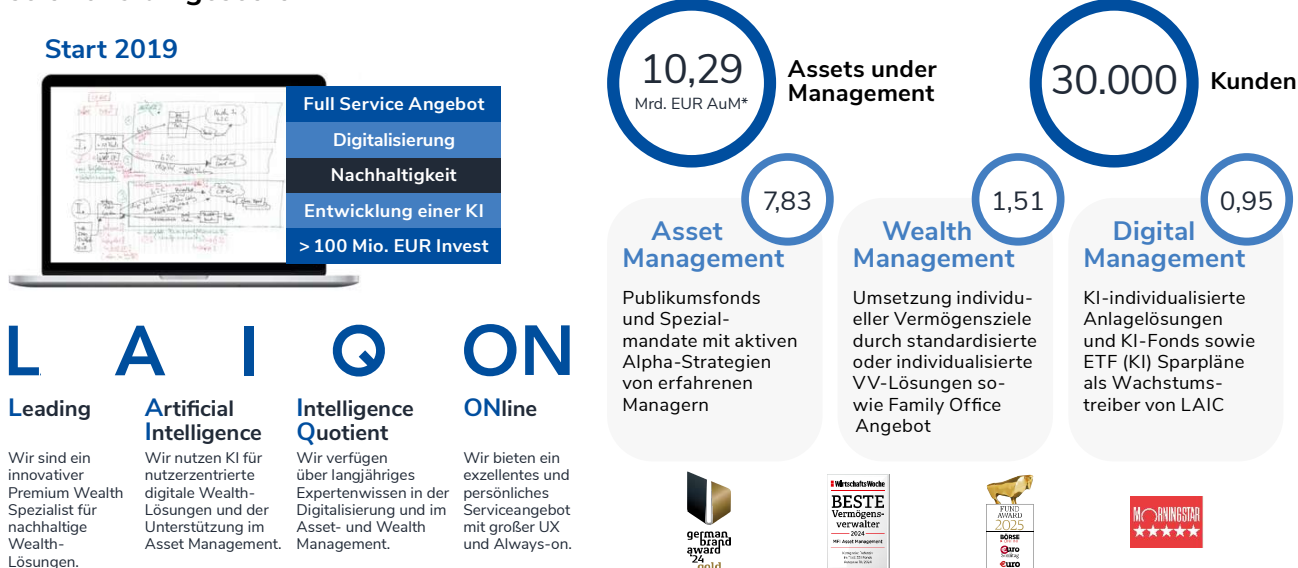 Start 2019
Full Service Angebot
Digitalisierung
Nachhaltigkeit
Entwicklung einer KI
> 100 Mio. EUR Invest
L A I Q ON
Leading
Wir sind ein
innovativer
Premium Wealth
Spezialist für
nachhaltige
Wealth-
Lösungen.
Artificial
Intelligence
Wir nutzen KI für
nutzerzentrierte
digitale Wealth-
Lösungen und der
Unterstützung im
Asset Management.
Intelligence
Quotient
Wir verfügen
über langjähriges
Expertenwissen in der
Digitalisierung und im
Asset- und Wealth
Management.
ONline
Wir bieten ein
exzellentes und
persönliches
Serviceangebot
mit großer UX
und Always-on.
10,29
Mrd. EUR AuM*
Assets under
Management
30.000
Kunden
7,83
Asset
Management
Publikumsfonds
und Spezial-
mandate mit aktiven
Alpha-Strategien
von erfahrenen
Managern
1,51
Wealth
Management
Umsetzung individu-
eller Vermögensziele
durch standardisierte
oder individualisierte
VV-Lösungen so-
wie Family Office
Angebot
0,95
Digital
Management
KI-individualisierte
Anlagelösungen
und KI-Fonds sowie
ETF (KI) Sparpläne
als Wachstums-
treiber von LAIC
german
brand
award
'24
gold
WirtschaftsWoche
BESTE
Vermögens-
verwalter
2024
MFI Asset Management
FUND
AWARD
2025
BÖRSE
€uro
€uro
MORNINGSTAR